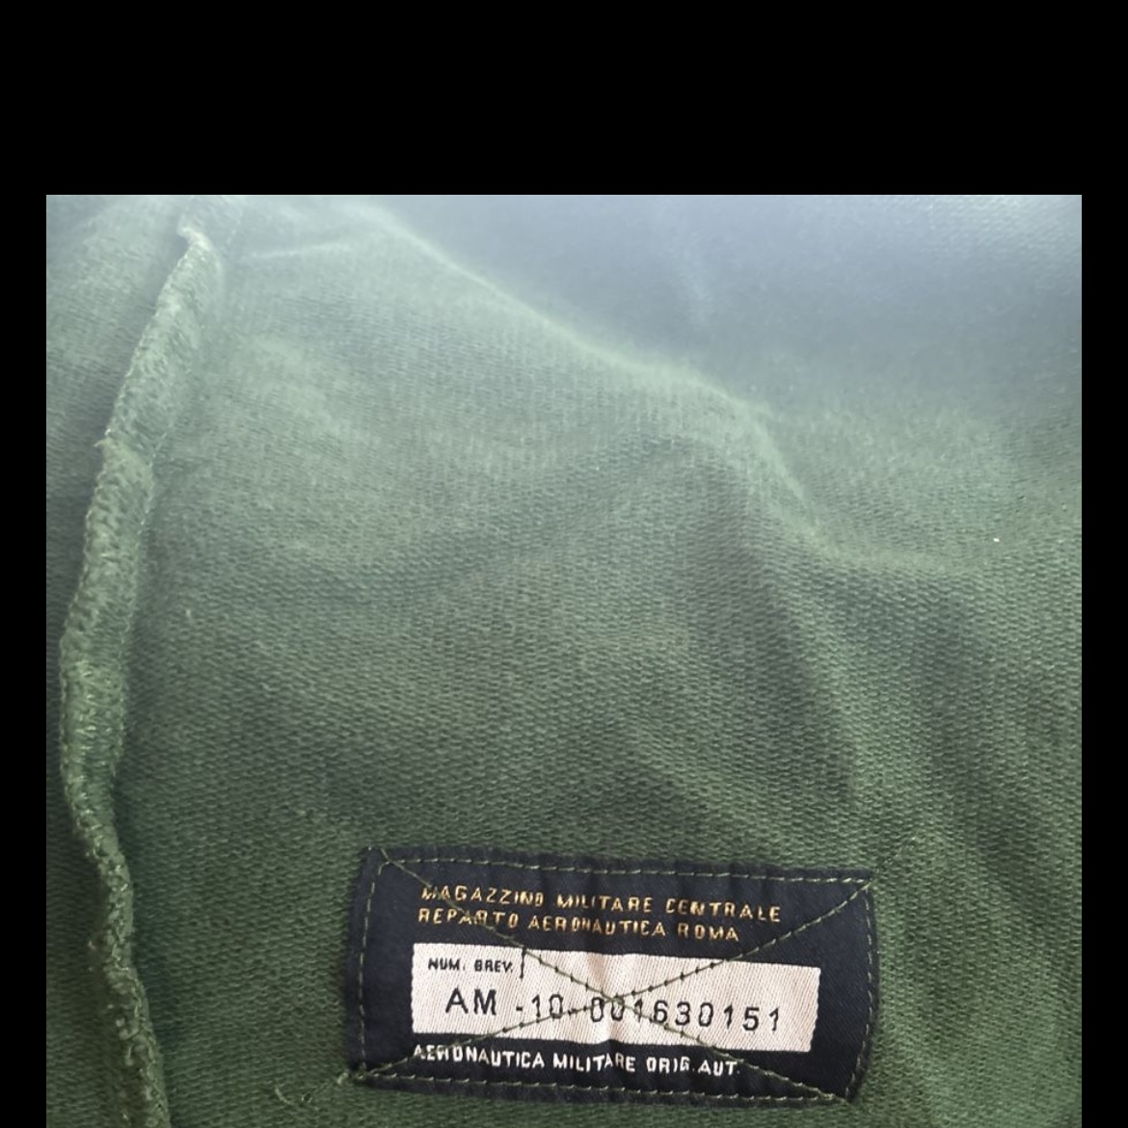 MAGAZZINO MILITARE CENTRALE
REPARTO AERONAUTICA ROMA
NUM. BREV.
AM -10-001630151
AERONAUTICA MILITARE ORIG.AUT.